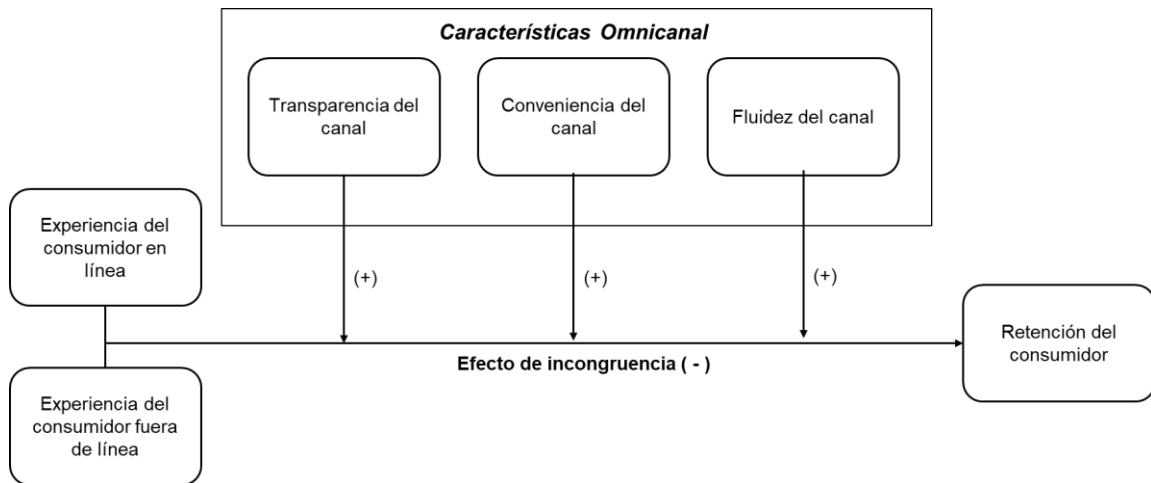 Características Omnicanal
Transparencia del
canal
Conveniencia del
canal
Fluidez del canal
Experiencia del
consumidor en
línea
(+)
(+)
(+)
Retención del
consumidor
Efecto de incongruencia ( - )
Experiencia del
consumidor fuera
de línea